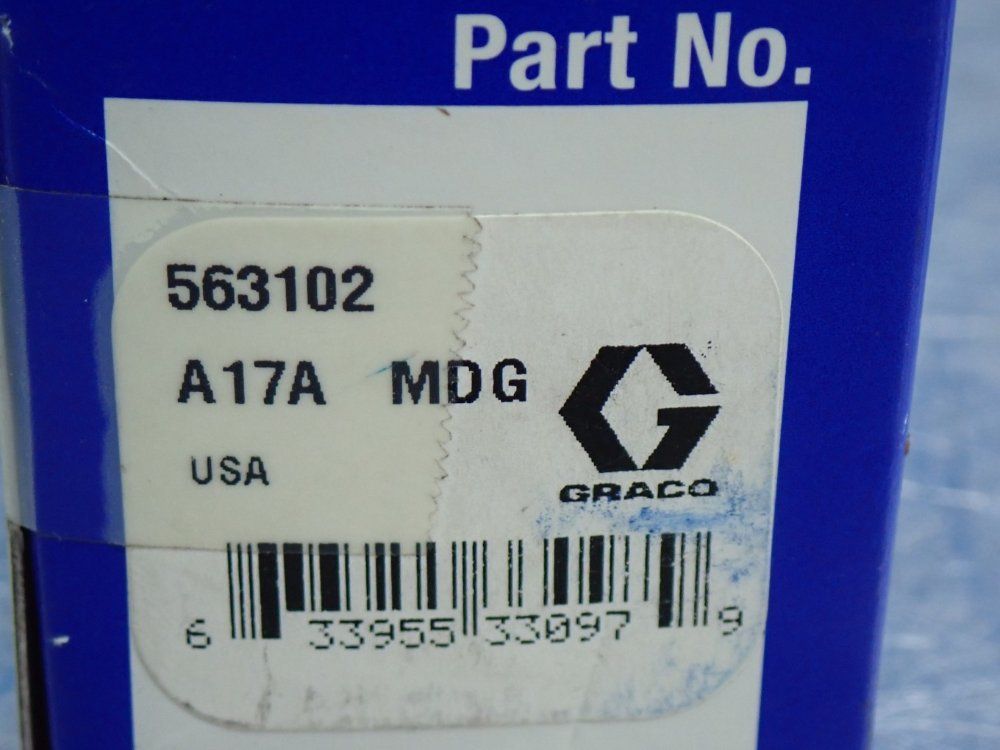 Part No.
563102
A17A MDG
USA
GRACO
6 33955 33097 9